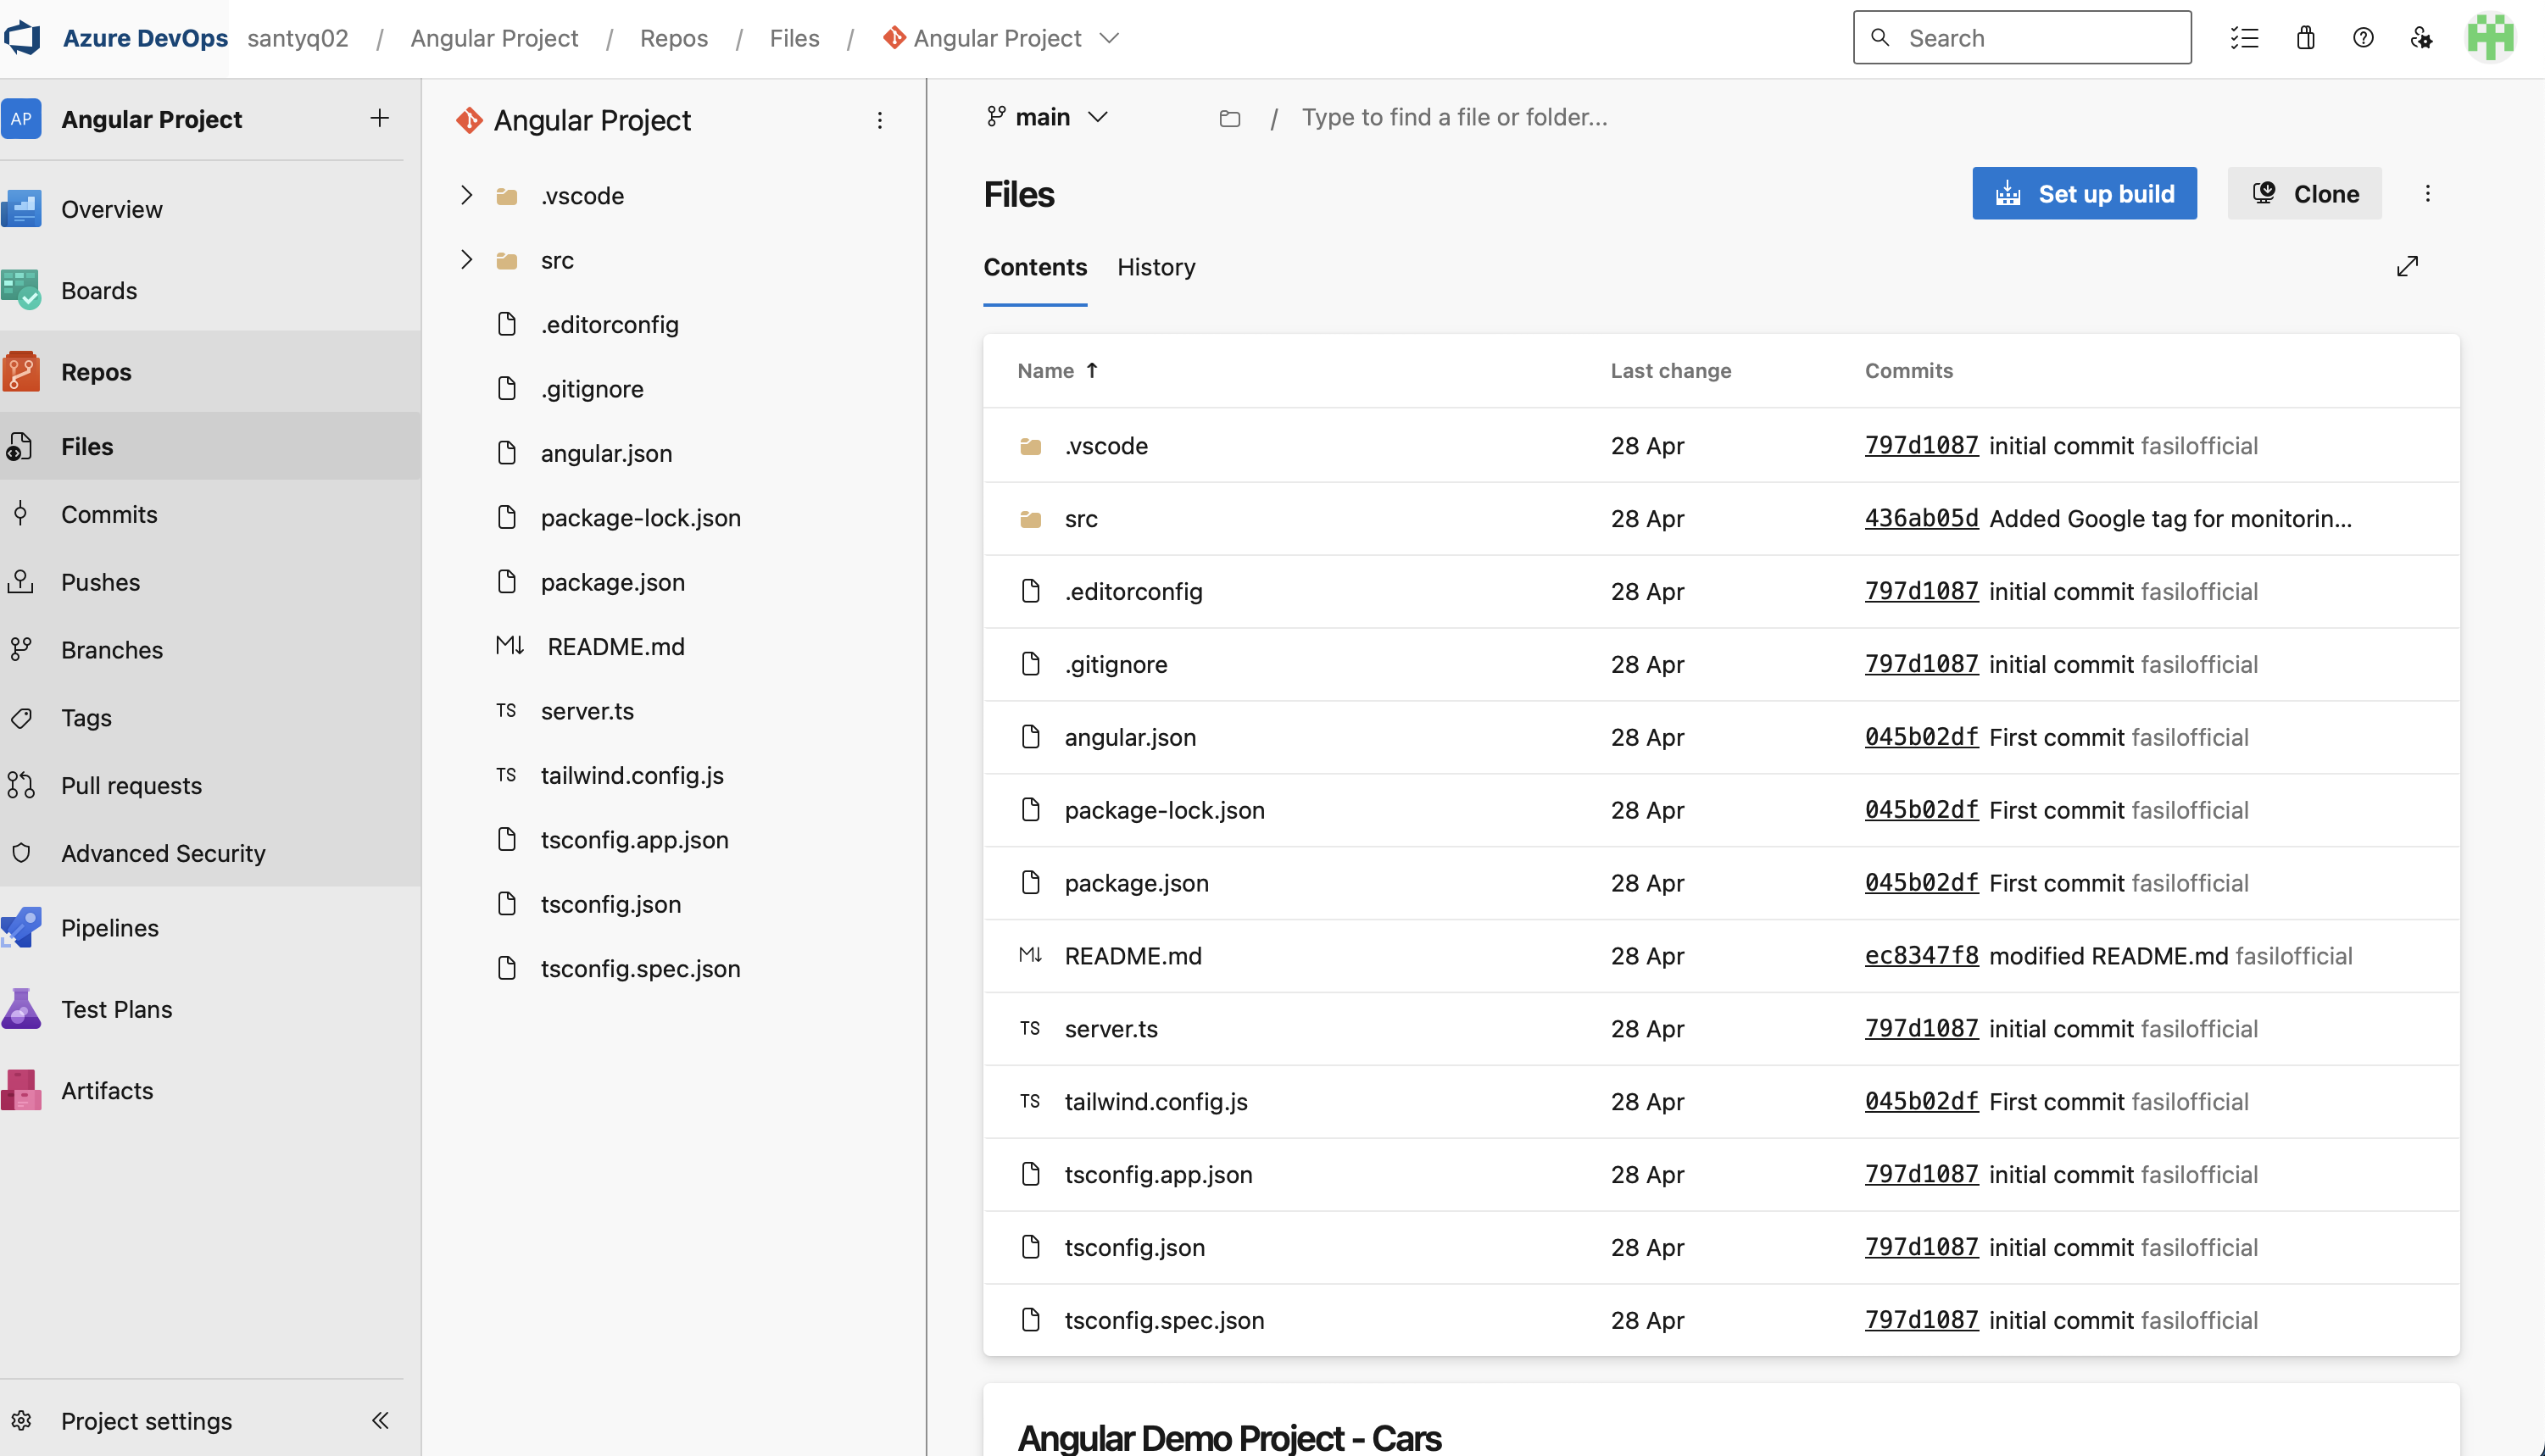 Azure DevOps santyq02 / Angular Project / Repos / Files / Angular Project
Search
AP Angular Project
Overview
Boards
Repos
Files
Commits
Pushes
Branches
Tags
Pull requests
Advanced Security
Pipelines
Test Plans
Artifacts
Project settings
Angular Project
.vscode
src
.editorconfig
.gitignore
angular.json
package-lock.json
package.json
M↓ README.md
TS server.ts
TS tailwind.config.js
tsconfig.app.json
tsconfig.json
tsconfig.spec.json
main / Type to find a file or folder...
Files
Set up build Clone
Contents History
Name ↑ Last change Commits
.vscode 28 Apr 797d1087 initial commit fasilofficial
src 28 Apr 436ab05d Added Google tag for monitorin...
.editorconfig 28 Apr 797d1087 initial commit fasilofficial
.gitignore 28 Apr 797d1087 initial commit fasilofficial
angular.json 28 Apr 045b02df First commit fasilofficial
package-lock.json 28 Apr 045b02df First commit fasilofficial
package.json 28 Apr 045b02df First commit fasilofficial
M↓ README.md 28 Apr ec8347f8 modified README.md fasilofficial
TS server.ts 28 Apr 797d1087 initial commit fasilofficial
TS tailwind.config.js 28 Apr 045b02df First commit fasilofficial
tsconfig.app.json 28 Apr 797d1087 initial commit fasilofficial
tsconfig.json 28 Apr 797d1087 initial commit fasilofficial
tsconfig.spec.json 28 Apr 797d1087 initial commit fasilofficial
Angular Demo Project - Cars